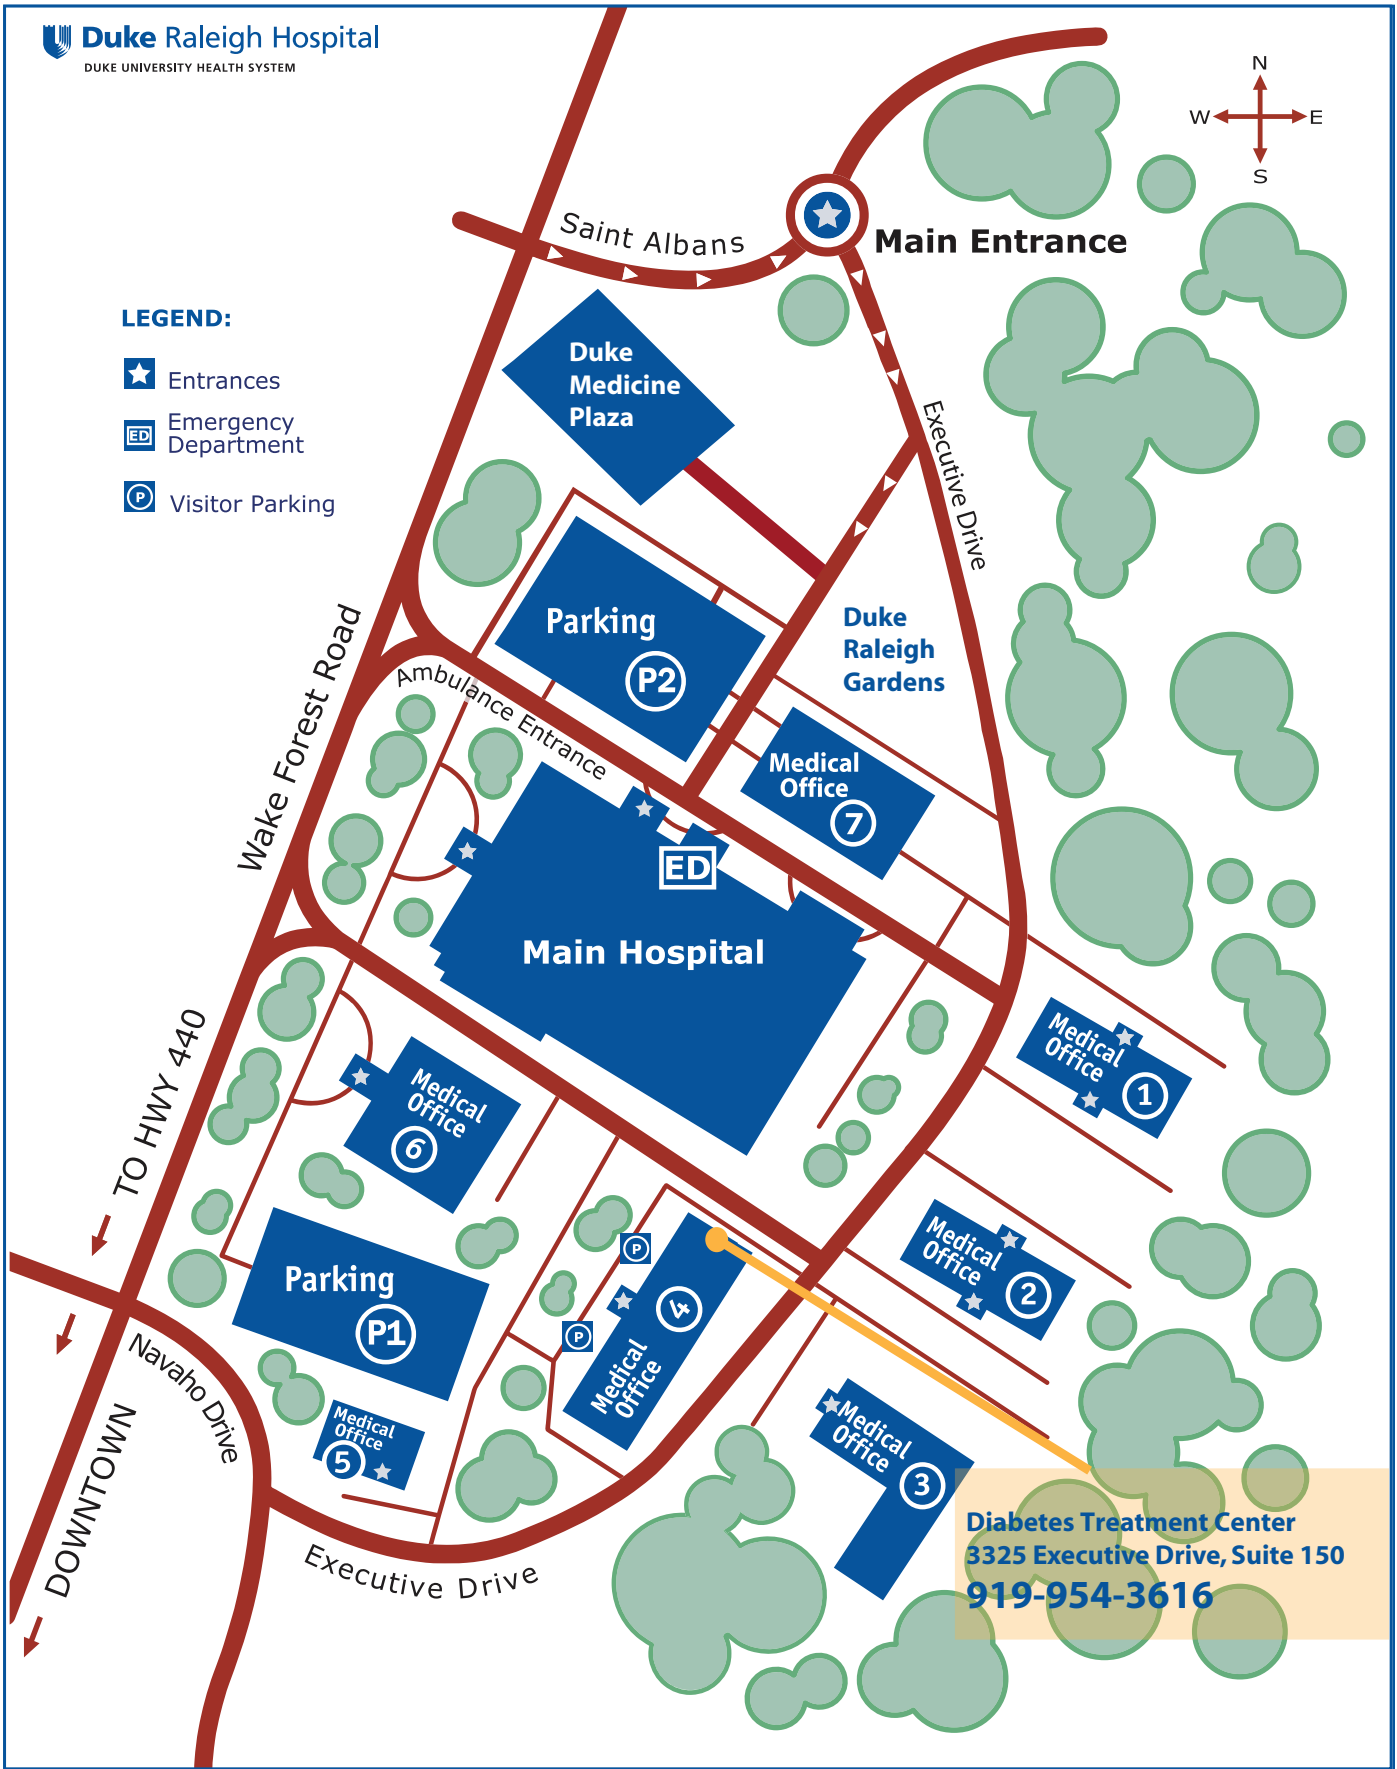 Duke Raleigh Hospital
DUKE UNIVERSITY HEALTH SYSTEM
N
W E
S
Saint Albans
Main Entrance
LEGEND:
Entrances
ED Emergency
Department
P Visitor Parking
Duke
Medicine
Plaza
Executive Drive
Parking
P2
Duke
Raleigh
Gardens
Wake Forest Road
Ambulance Entrance
Medical
Office
7
ED
Main Hospital
TO HWY 440
Medical
Office
1
Medical
Office
6
Medical
Office
2
Parking
P1
P
P
Medical
Office
4
Navaho Drive
Medical
Office
5
Medical
Office
3
DOWNTOWN
Executive Drive
Diabetes Treatment Center
3325 Executive Drive, Suite 150
919-954-3616